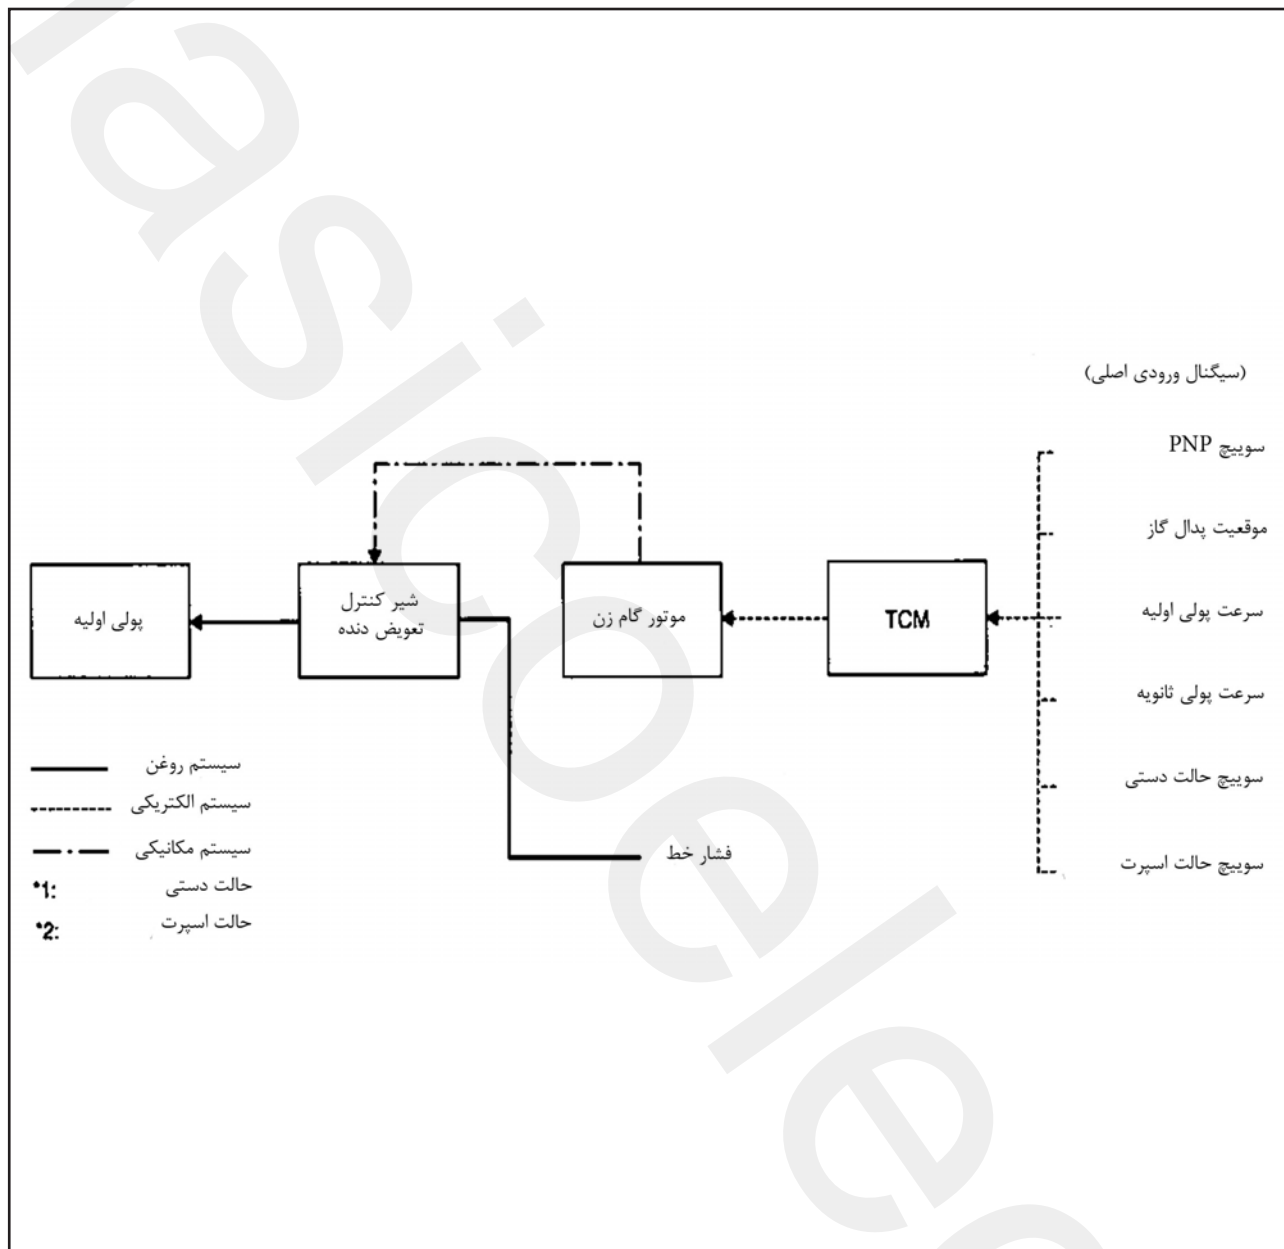 (سیگنال ورودی اصلی)
سوییچ PNP
موقعیت پدال گاز
سرعت پولی اولیه
سرعت پولی ثانویه
سوییچ حالت دستی
سوییچ حالت اسپرت
TCM
موتور گام زن
شیر کنترل
تعویض دنده
پولی اولیه
فشار خط
سیستم روغن
سیستم الکتریکی
سیستم مکانیکی
*1: حالت دستی
*2: حالت اسپرت